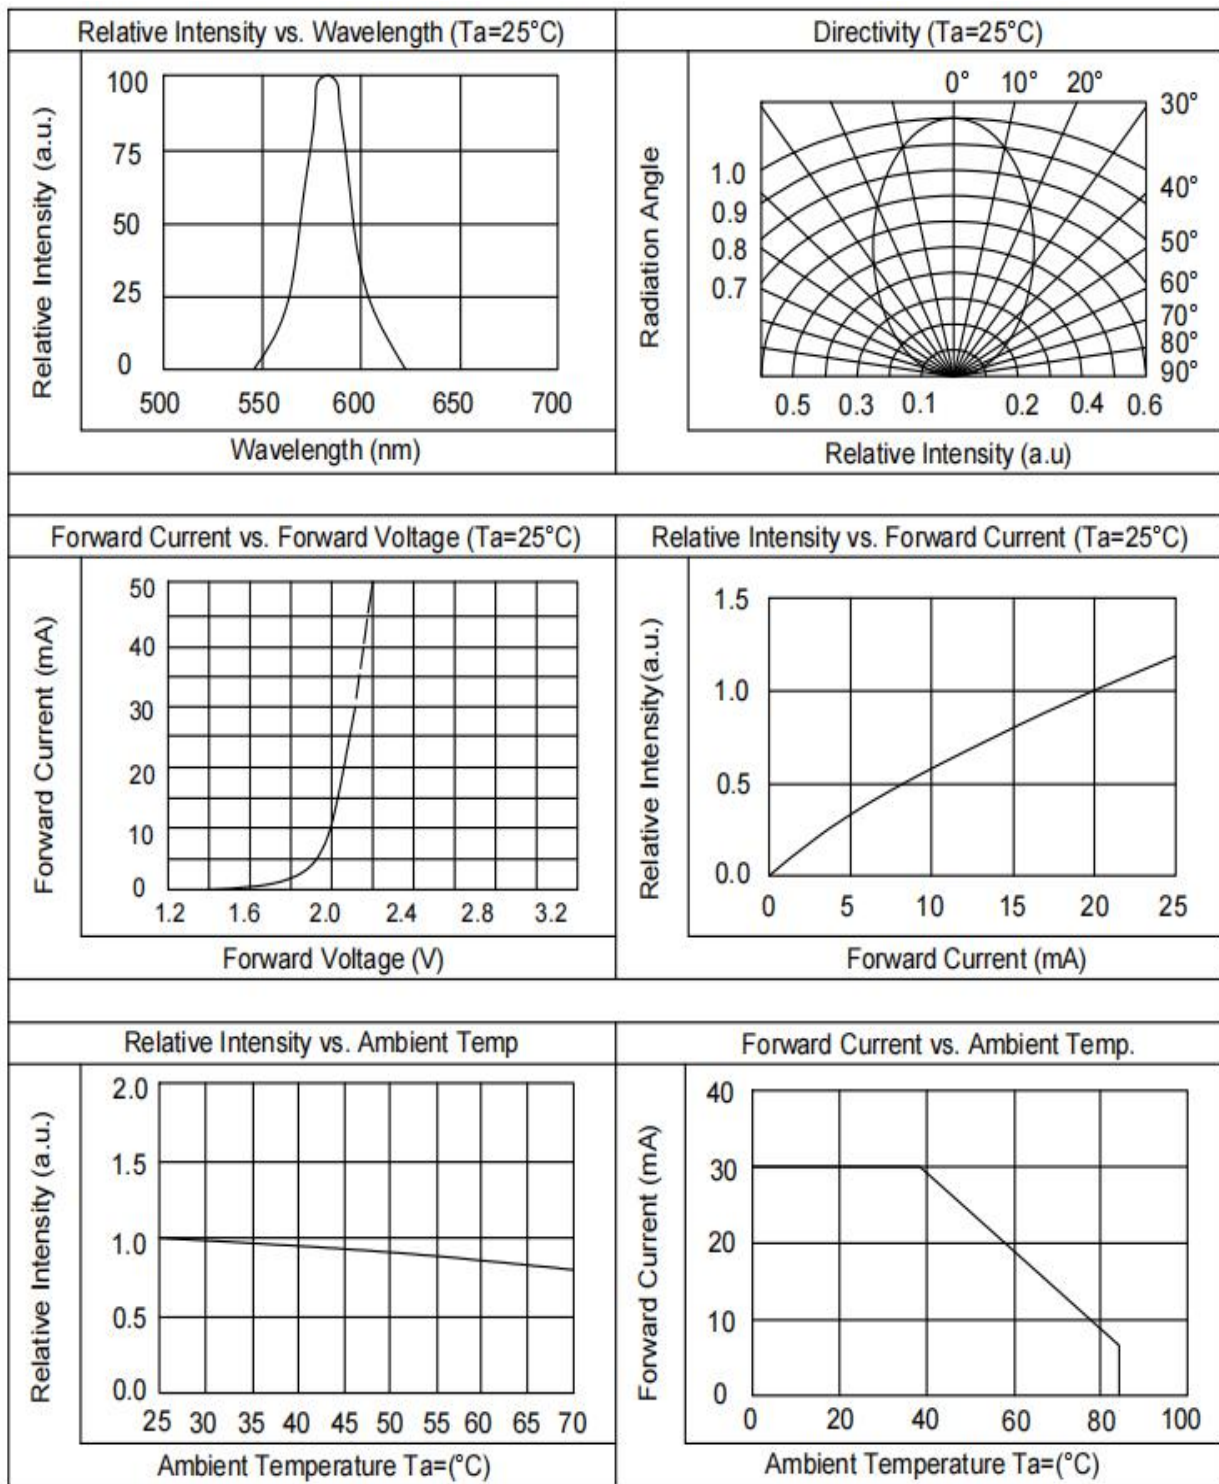 Relative Intensity vs. Wavelength (Ta=25°C)
Relative Intensity (a.u.)
100
75
50
25
0
500 550 600 650 700
Wavelength (nm)
Directivity (Ta=25°C)
Radiation Angle
0° 10° 20°
30°
40°
50°
60°
70°
80°
90°
1.0
0.9
0.8
0.7
0.5 0.3 0.1 0.2 0.4 0.6
Relative Intensity (a.u)
Forward Current vs. Forward Voltage (Ta=25°C)
Forward Current (mA)
50
40
30
20
10
0
1.2 1.6 2.0 2.4 2.8 3.2
Forward Voltage (V)
Relative Intensity vs. Forward Current (Ta=25°C)
Relative Intensity(a.u.)
1.5
1.0
0.5
0.0
0 5 10 15 20 25
Forward Current (mA)
Relative Intensity vs. Ambient Temp
Relative Intensity (a.u.)
2.0
1.5
1.0
0.5
0.0
25 30 35 40 45 50 55 60 65 70
Ambient Temperature Ta=(°C)
Forward Current vs. Ambient Temp.
Forward Current (mA)
40
30
20
10
0
0 20 40 60 80 100
Ambient Temperature Ta=(°C)